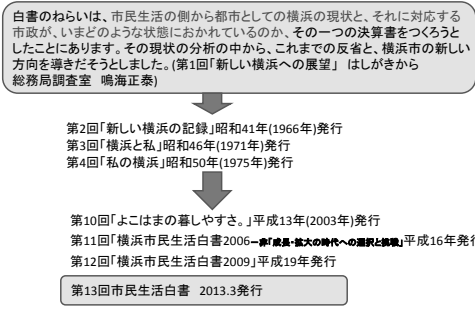 白書のねらいは、市民生活の側から都市としての横浜の現状と、それに対応する
市政が、いまどのような状態におかれているのか、その一つの決算書をつくろうと
したことにあります。その現状の分析の中から、これまでの反省と、横浜市の新しい
方向を導きだそうとしました。(第1回「新しい横浜への展望」 はしがきから
総務局調査室 鳴海正泰)
第2回「新しい横浜の記録」昭和41年(1966年)発行
第3回「横浜と私」昭和46年(1971年)発行
第4回「私の横浜」昭和50年(1975年)発行
第10回「よこはまの暮しやすさ。」平成13年(2003年)発行
第11回「横浜市民生活白書2006－非「成長・拡大の時代への選択と挑戦」平成16年発行
第12回「横浜市民生活白書2009」平成19年発行
第13回市民生活白書 2013.3発行